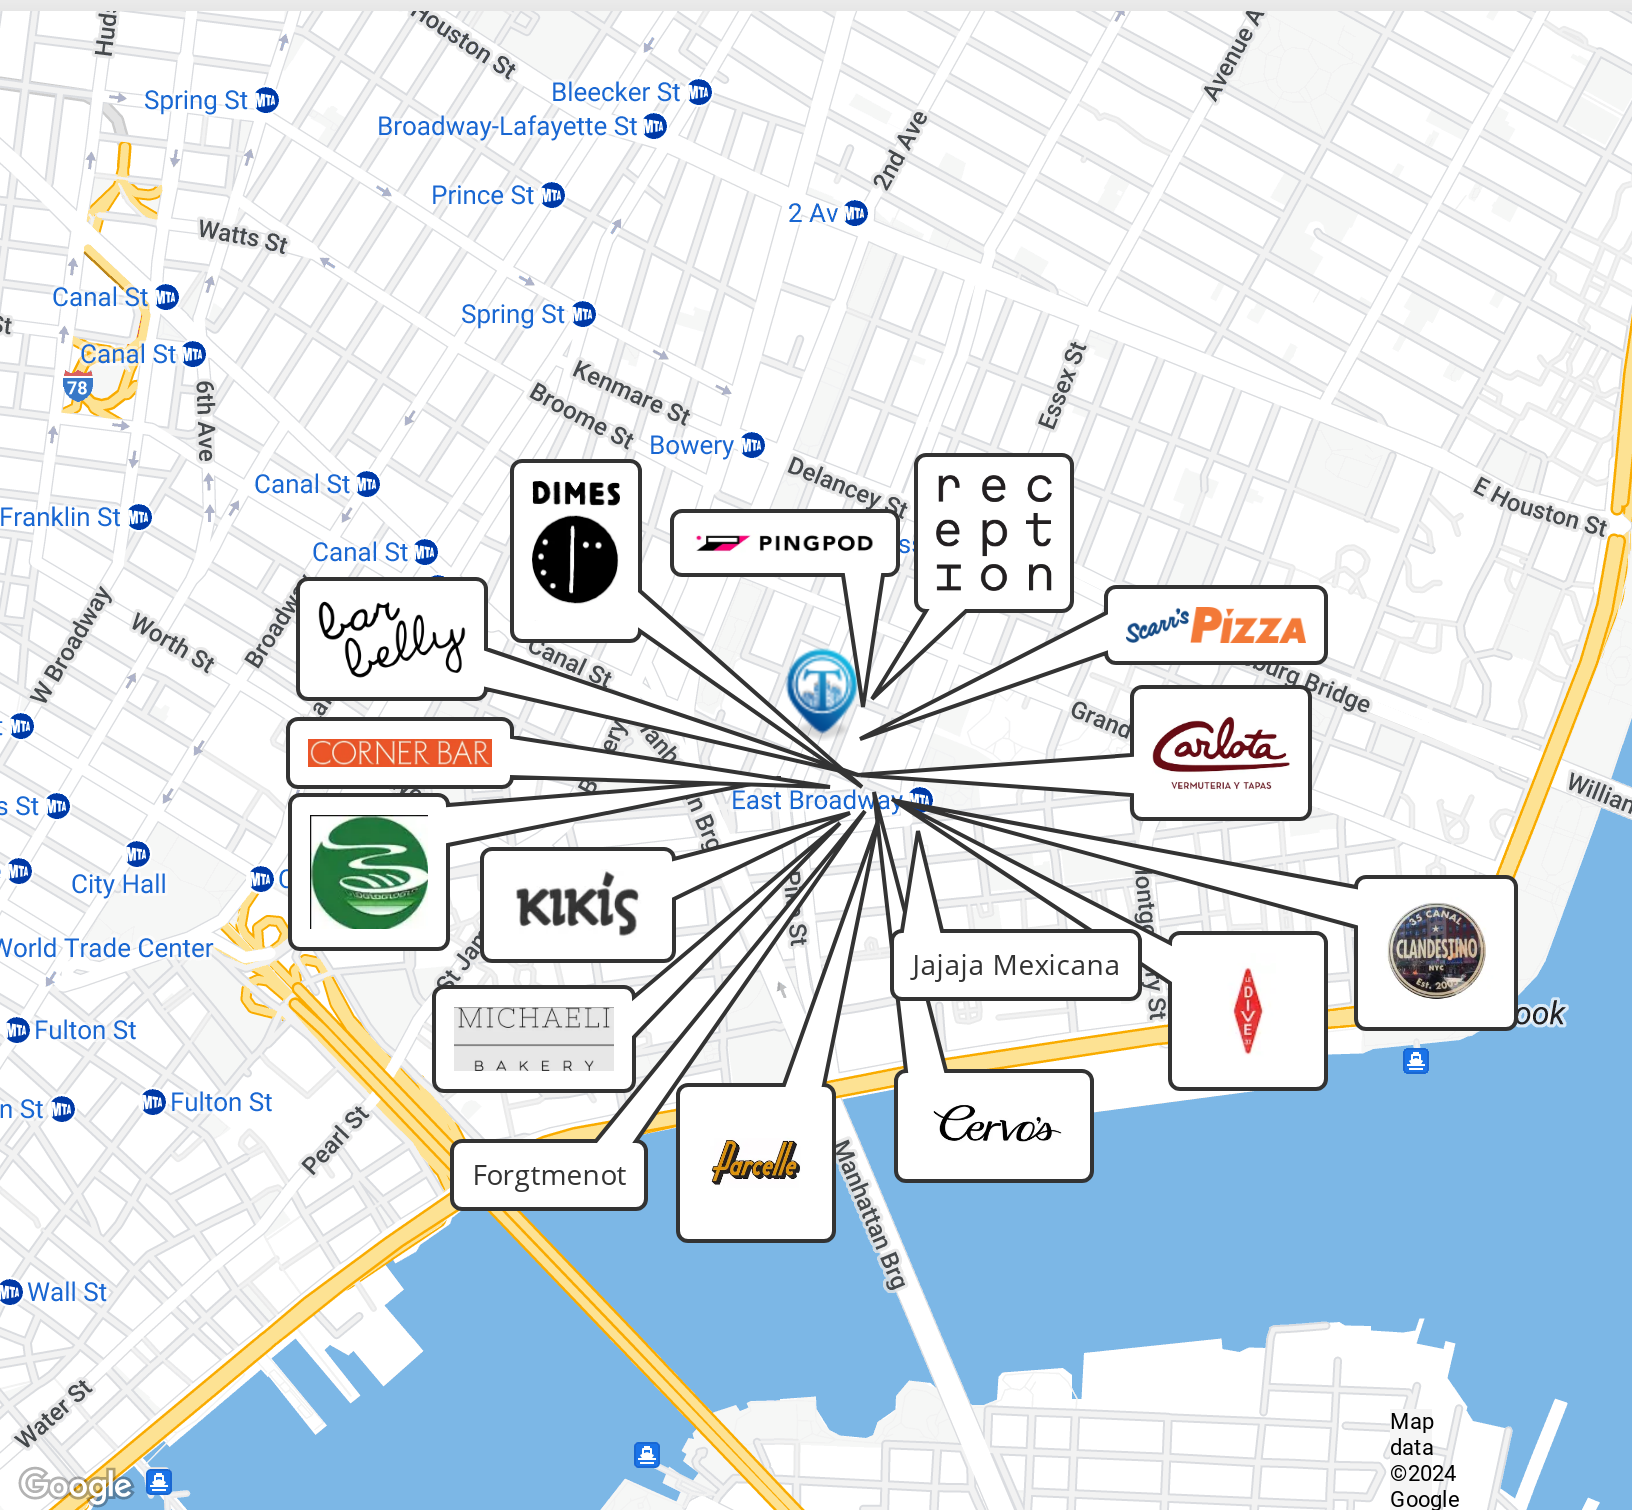 Houston St
Avenue A
Spring St
Bleecker St
Broadway-Lafayette St
2nd Ave
Prince St
2 Av
Watts St
Canal St
Spring St
Canal St
78
Essex St
Kenmare St
6th Ave
Broome St
Bowery
Delancey St
Canal St
E Houston St
Franklin St
DIMES
PINGPOD
rec
ept
ion
Canal St
bar
belly
Scarr's PIZZA
W Broadway
Worth St
Canal St
T
Grand
Carlota
VERMUTERIA Y TAPAS
CORNER BAR
East Broadway
City Hall
KIKIS
35 CANAL
CLANDESTINO
NYC
World Trade Center
Jajaja Mexicana
DIVE
MICHAELI
BAKERY
Fulton St
Fulton St
Pearl St
Cervo's
Parcelle
Forgtmenot
Manhattan Brg
Wall St
Water St
Map
data
©2024
Google
Google